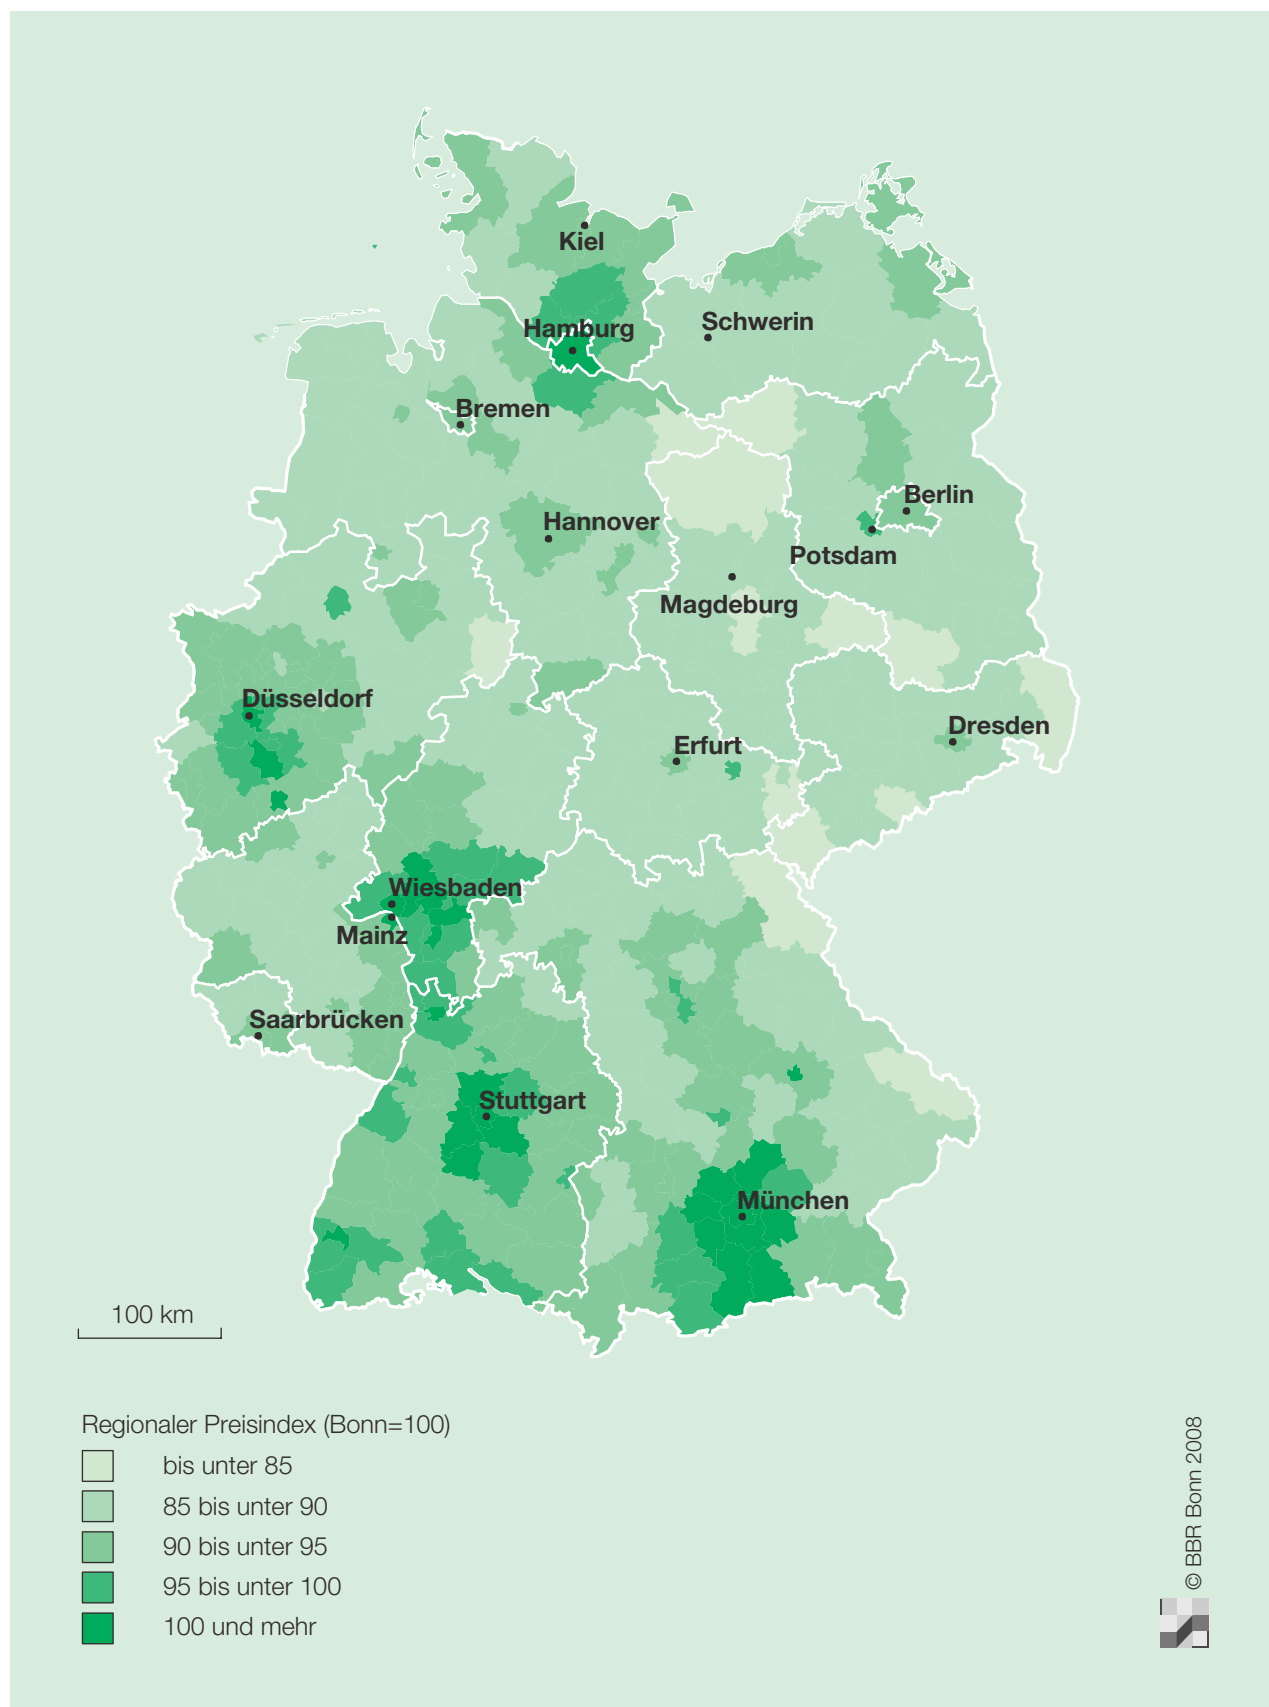 Kiel
Hamburg
Schwerin
Bremen
Berlin
Hannover
Potsdam
Magdeburg
Düsseldorf
Dresden
Erfurt
Wiesbaden
Mainz
Saarbrücken
Stuttgart
München
100 km
Regionaler Preisindex (Bonn=100)
bis unter 85
85 bis unter 90
90 bis unter 95
95 bis unter 100
100 und mehr
© BBR Bonn 2008